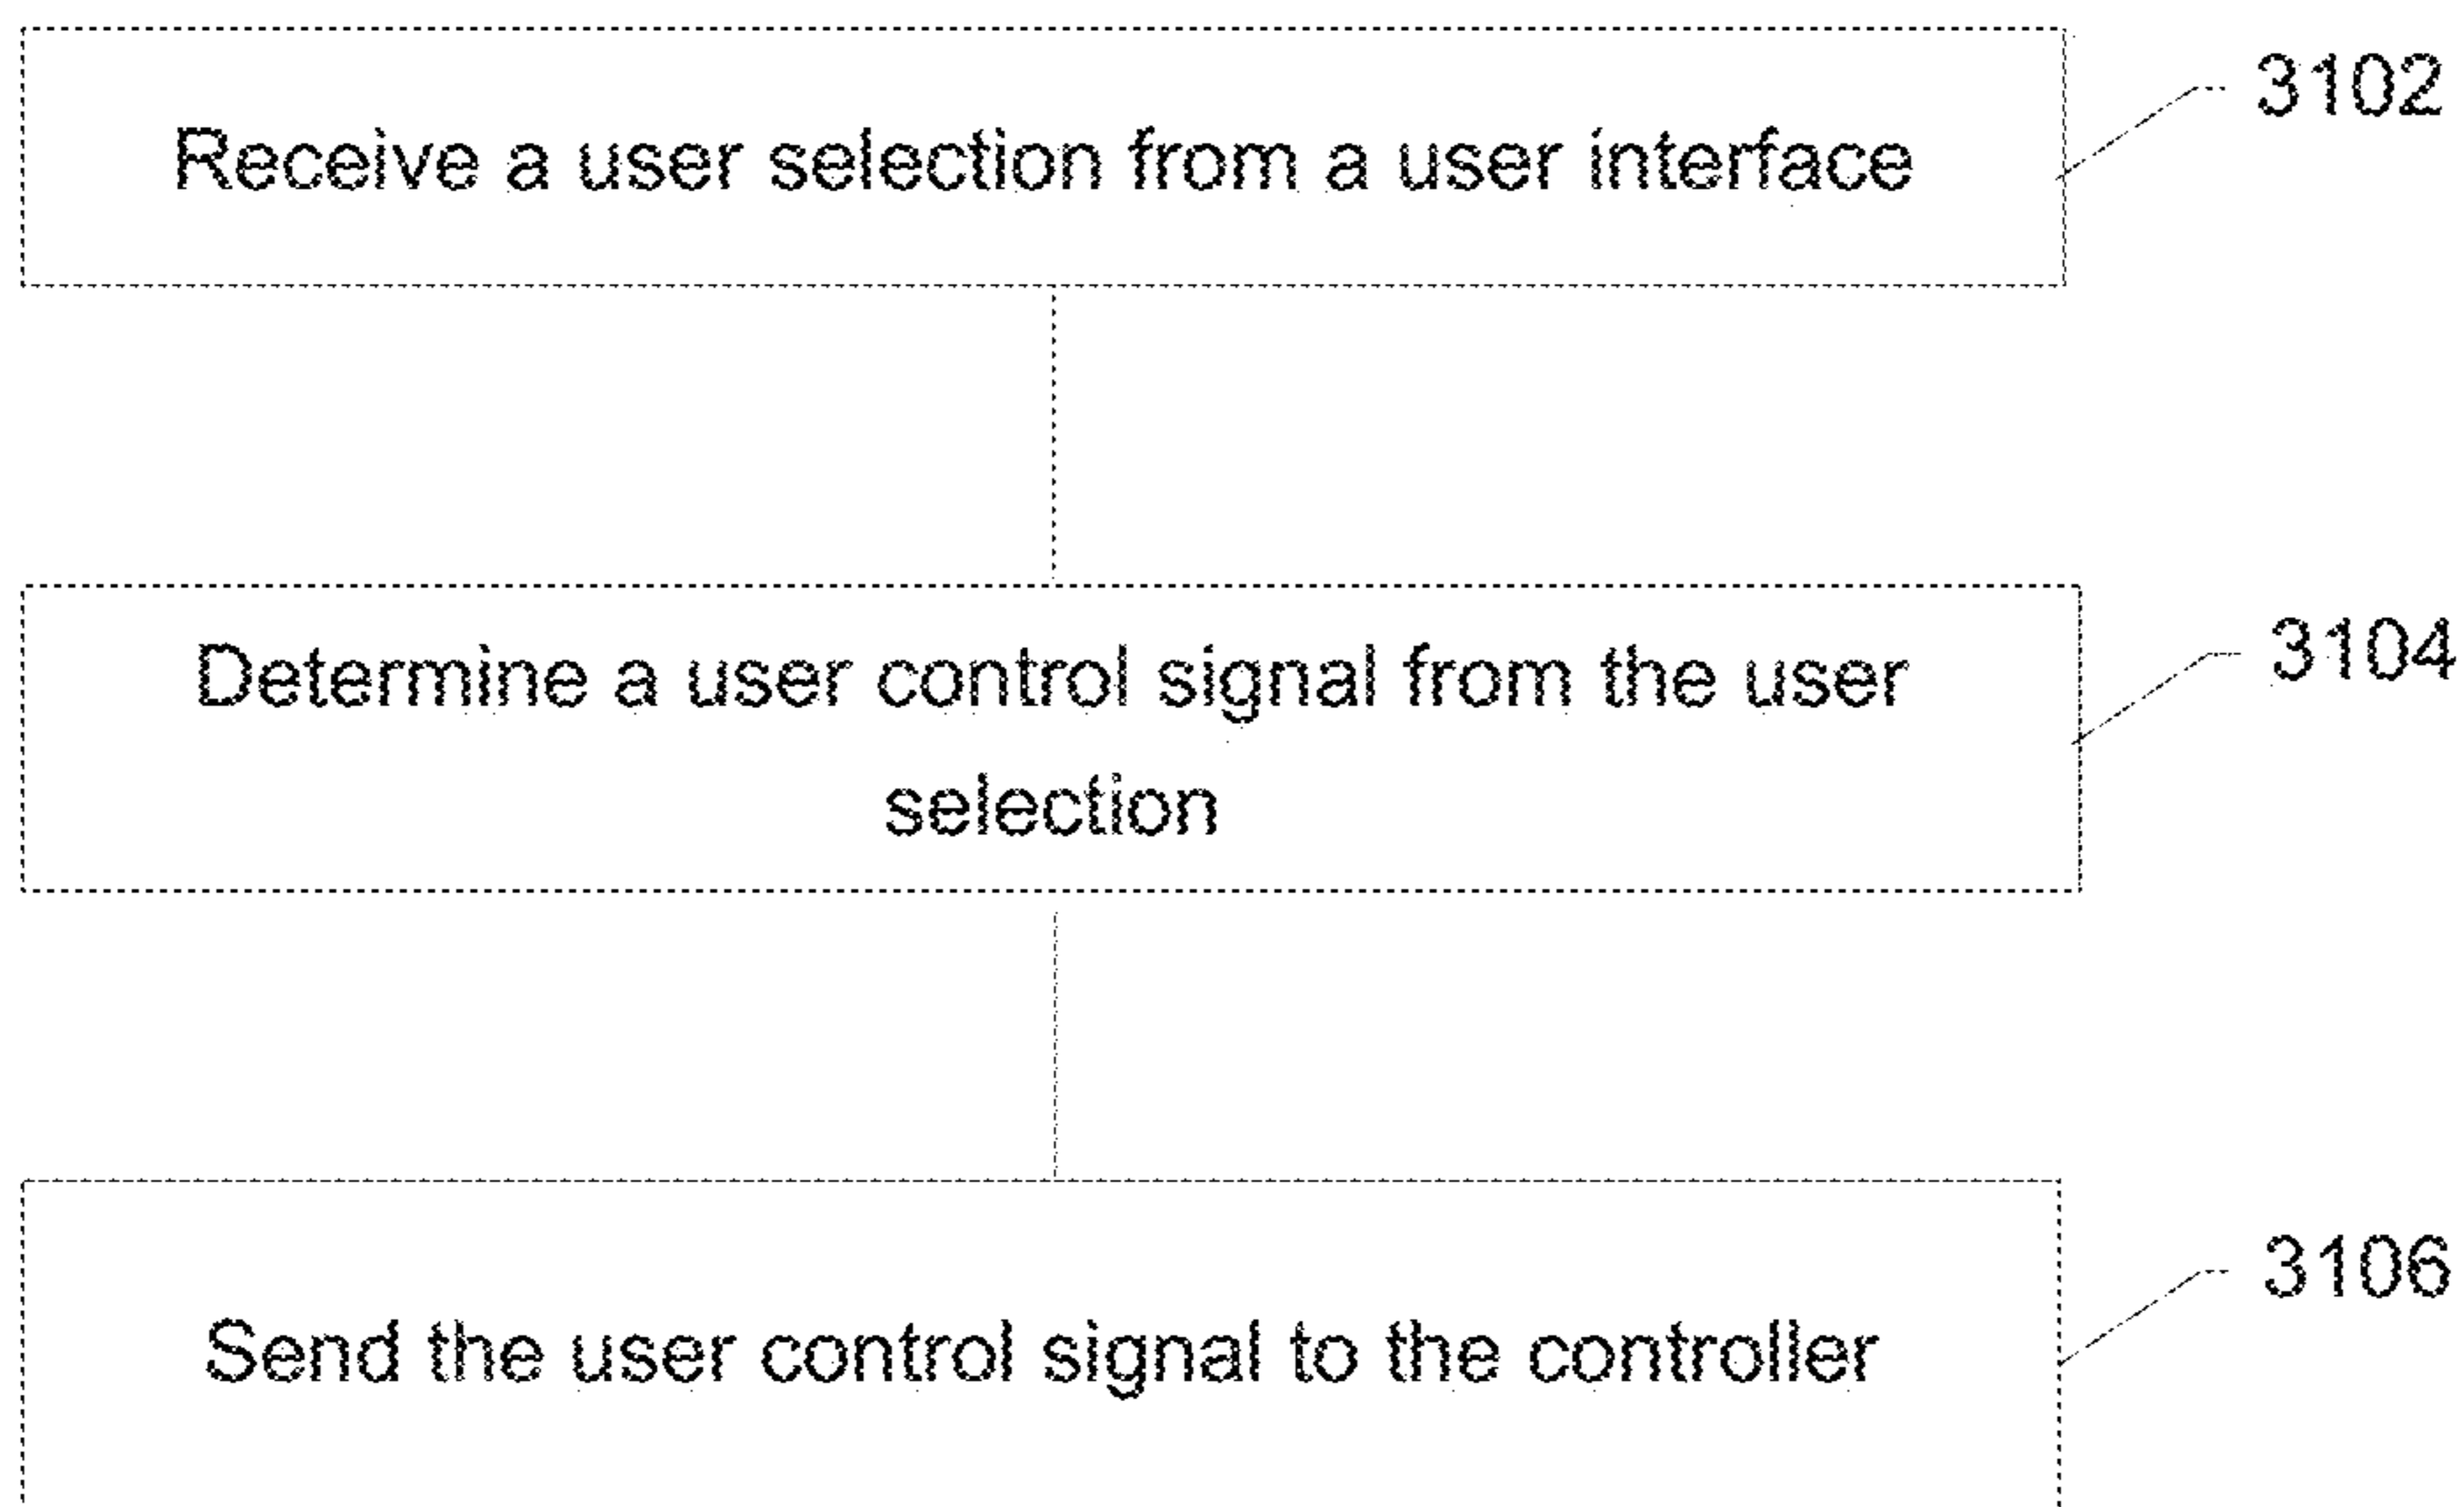 Receive a user selection from a user interface
3102
Determine a user control signal from the user
selection
3104
Send the user control signal to the controller
3106